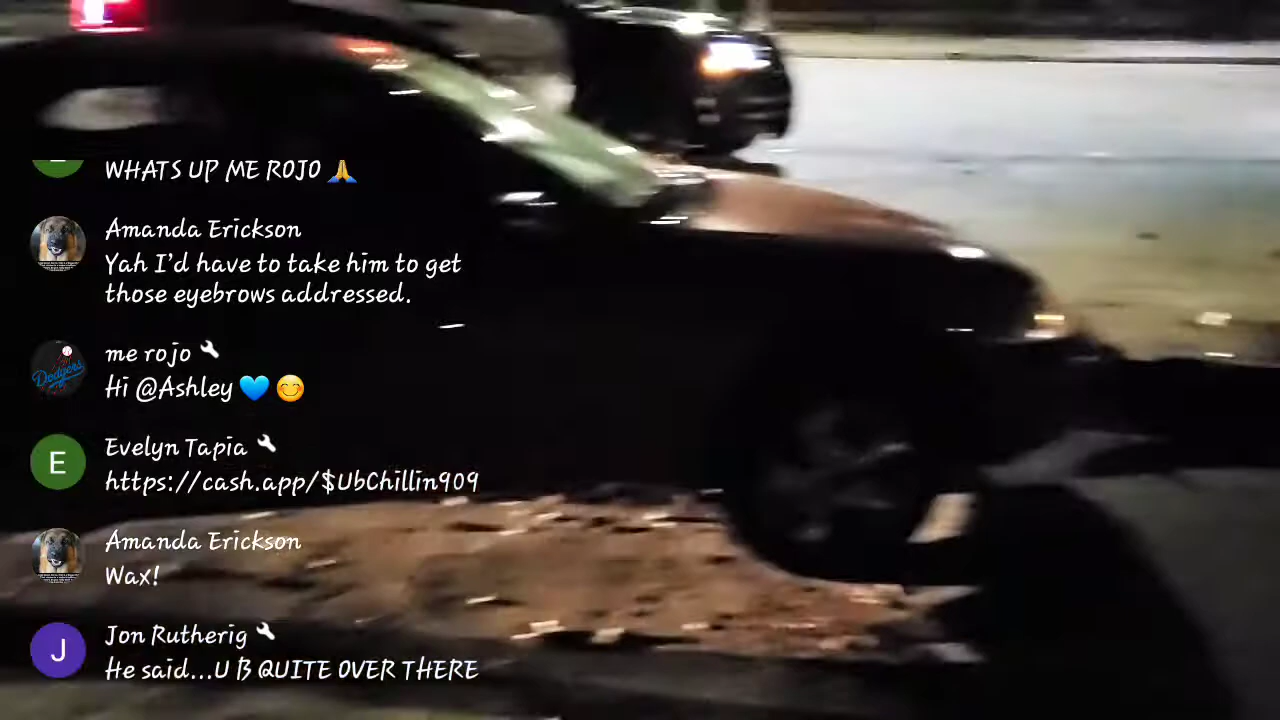 WHATS UP ME ROJO 🙏
Amanda Erickson
Yah I'd have to take him to get
those eyebrows addressed.
Dodgers
me rojo
Hi @Ashley 💙 😊
E
Evelyn Tapia
https://cash.app/$UbChillin909
Amanda Erickson
Wax!
J
Jon Rutherig
He said...U B QUITE OVER THERE